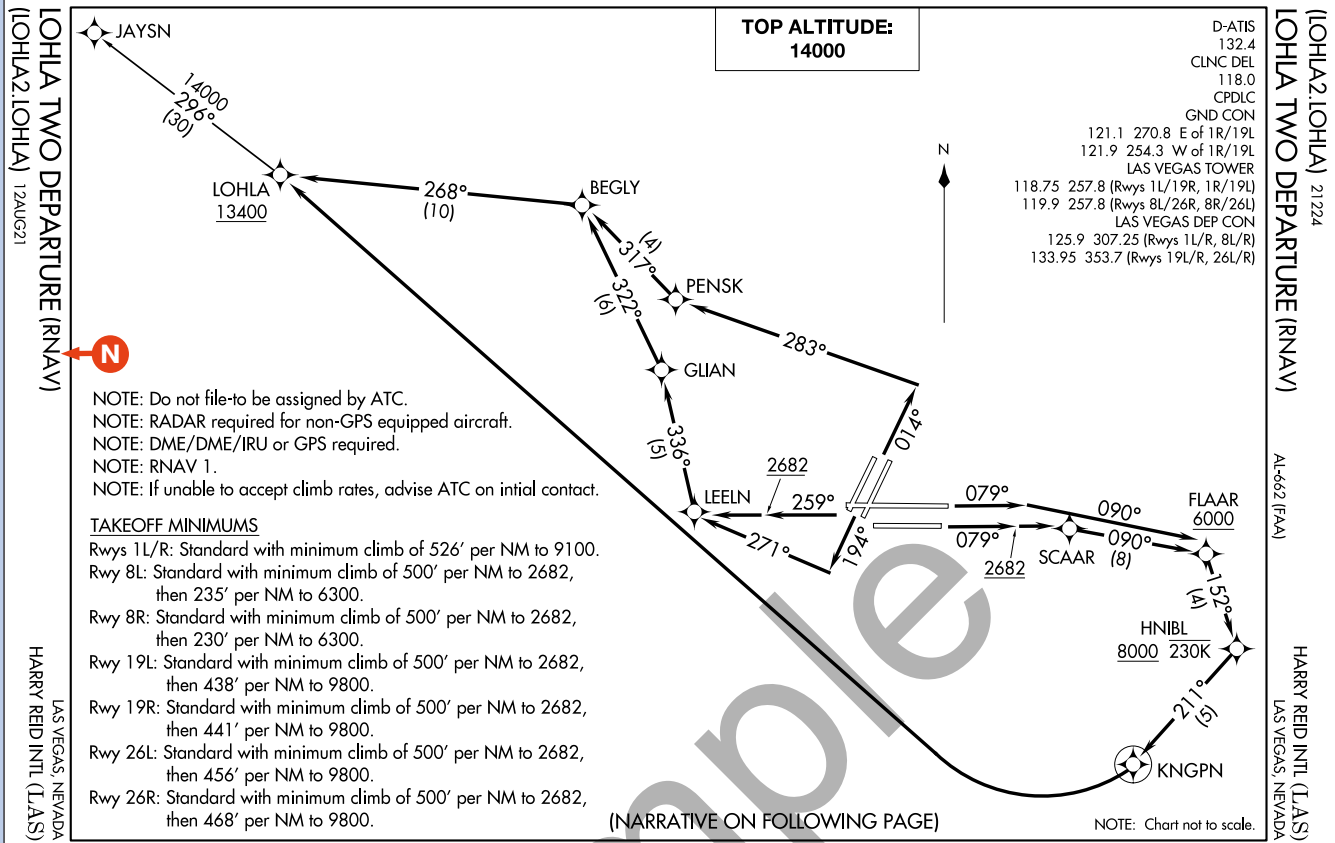 (LOHLA2.LOHLA) 21224
LOHLA TWO DEPARTURE (RNAV)
AL-662 (FAA)
HARRY REID INTL (LAS)
LAS VEGAS, NEVADA
TOP ALTITUDE:
14000
D-ATIS
132.4
CLNC DEL
118.0
CPDLC
GND CON
121.1 270.8 E of 1R/19L
121.9 254.3 W of 1R/19L
LAS VEGAS TOWER
118.75 257.8 (Rwys 1L/19R, 1R/19L)
119.9 257.8 (Rwys 8L/26R, 8R/26L)
LAS VEGAS DEP CON
125.9 307.25 (Rwys 1L/R, 8L/R)
133.95 353.7 (Rwys 19L/R, 26L/R)
N
JAYSN
14000
296°
(30)
LOHLA
13400
268°
(10)
BEGLY
(4)
317°
PENSK
322°
(6)
283°
GLIAN
336°
(5)
014°
LEELN
2682
259°
271°
194°
079°
090°
FLAAR
6000
079°
2682
SCAAR
090°
(8)
152°
(4)
HNIBL
8000 230K
211°
(5)
KNGPN
N
NOTE: Do not file-to be assigned by ATC.
NOTE: RADAR required for non-GPS equipped aircraft.
NOTE: DME/DME/IRU or GPS required.
NOTE: RNAV 1.
NOTE: If unable to accept climb rates, advise ATC on intial contact.
TAKEOFF MINIMUMS
Rwys 1L/R: Standard with minimum climb of 526' per NM to 9100.
Rwy 8L: Standard with minimum climb of 500' per NM to 2682,
then 235' per NM to 6300.
Rwy 8R: Standard with minimum climb of 500' per NM to 2682,
then 230' per NM to 6300.
Rwy 19L: Standard with minimum climb of 500' per NM to 2682,
then 438' per NM to 9800.
Rwy 19R: Standard with minimum climb of 500' per NM to 2682,
then 441' per NM to 9800.
Rwy 26L: Standard with minimum climb of 500' per NM to 2682,
then 456' per NM to 9800.
Rwy 26R: Standard with minimum climb of 500' per NM to 2682,
then 468' per NM to 9800.
(NARRATIVE ON FOLLOWING PAGE)
NOTE: Chart not to scale.
mple
LOHLA TWO DEPARTURE (RNAV)
(LOHLA2.LOHLA) 12AUG21
LAS VEGAS, NEVADA
HARRY REID INTL (LAS)